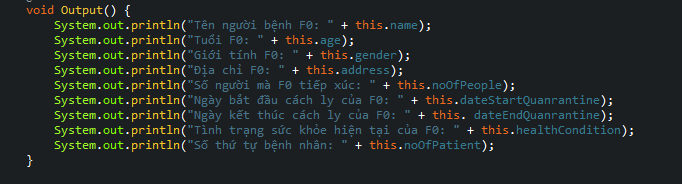 void Output() {
System.out.println("Tên người bệnh F0: " + this.name);
System.out.println("Tuổi F0: " + this.age);
System.out.println("Giới tính F0: " + this.gender);
System.out.println("Địa chỉ F0: " + this.address);
System.out.println("Số người mà F0 tiếp xúc: " + this.noOfPeople);
System.out.println("Ngày bắt đầu cách ly của F0: " + this.dateStartQuanrantine);
System.out.println("Ngày kết thúc cách ly của F0: " + this. dateEndQuanrantine);
System.out.println("Tình trạng sức khỏe hiện tại của F0: " + this.healthCondition);
System.out.println("Số thứ tự bệnh nhân: " + this.noOfPatient);
}